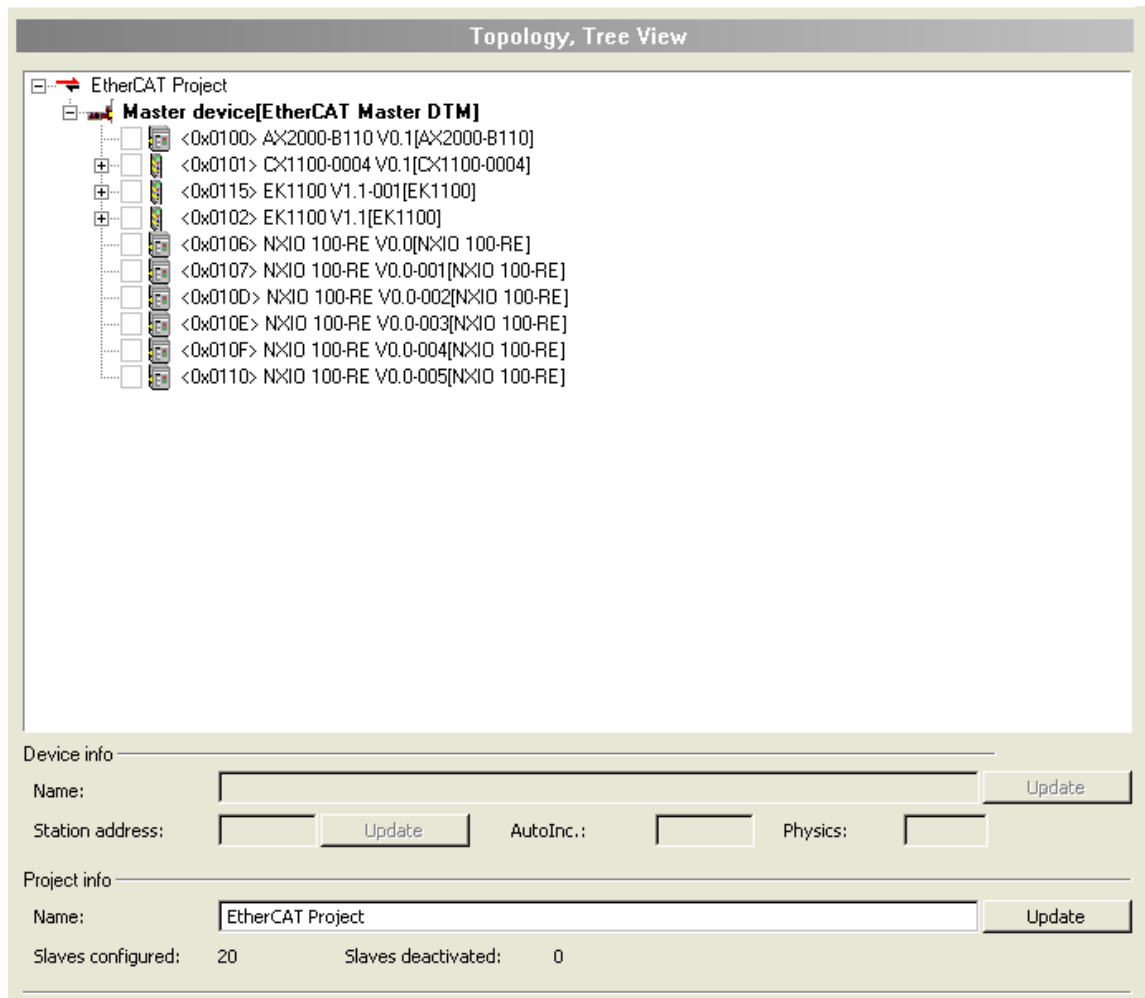 Topology, Tree View
EtherCAT Project
Master device[EtherCAT Master DTM]
<0x0100> AX2000-B110 V0.1[AX2000-B110]
<0x0101> CX1100-0004 V0.1[CX1100-0004]
<0x0115> EK1100 V1.1-001[EK1100]
<0x0102> EK1100 V1.1[EK1100]
<0x0106> NXIO 100-RE V0.0[NXIO 100-RE]
<0x0107> NXIO 100-RE V0.0-001[NXIO 100-RE]
<0x010D> NXIO 100-RE V0.0-002[NXIO 100-RE]
<0x010E> NXIO 100-RE V0.0-003[NXIO 100-RE]
<0x010F> NXIO 100-RE V0.0-004[NXIO 100-RE]
<0x0110> NXIO 100-RE V0.0-005[NXIO 100-RE]
Device info
Name: Update
Station address: Update AutoInc.: Physics:
Project info
Name: EtherCAT Project Update
Slaves configured: 20 Slaves deactivated: 0